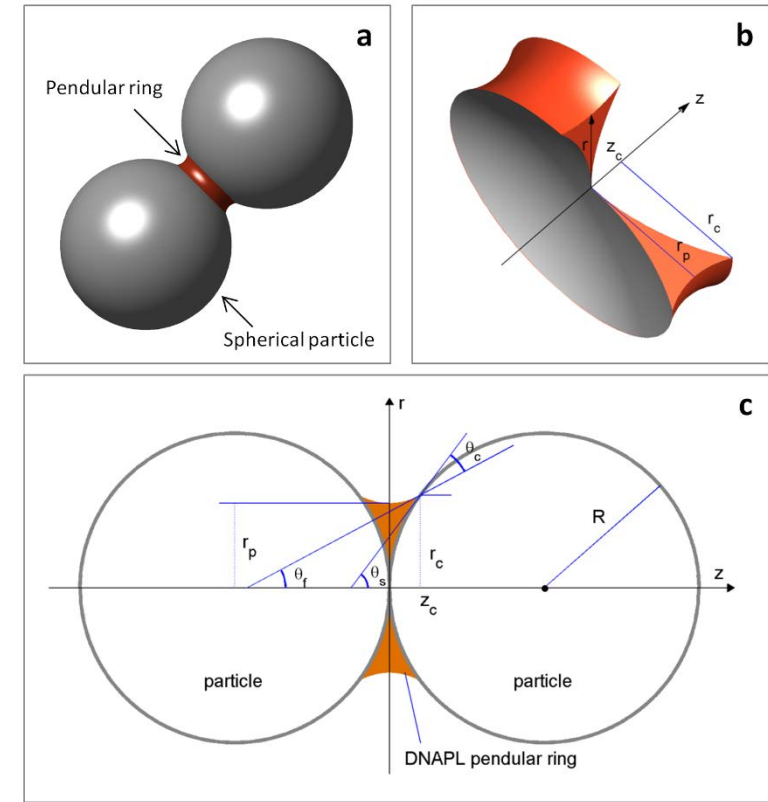 a
Pendular ring
Spherical particle
b
z
z_c
r
r_c
r_p
c
r
θ_c
R
r_p
r_c
θ_f
θ_s
z_c
z
particle
particle
DNAPL pendular ring